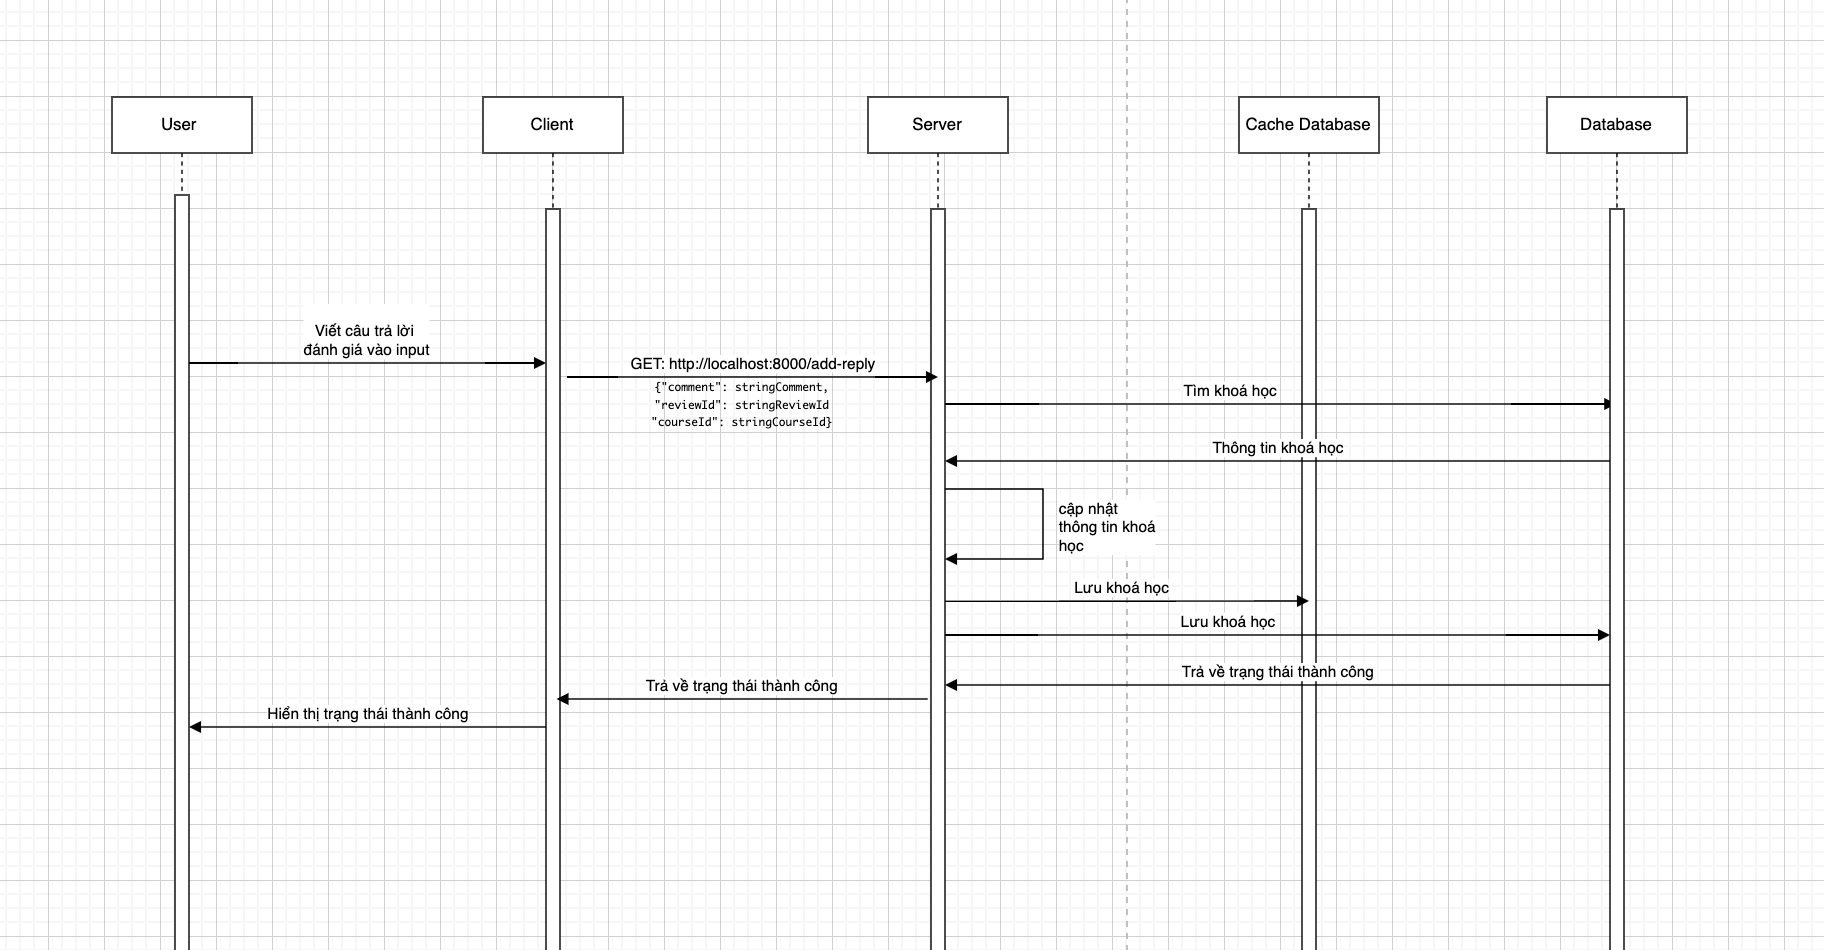 User
Client
Server
Cache Database
Database
Viết câu trả lời
đánh giá vào input
GET: http://localhost:8000/add-reply
{"comment": stringComment,
"reviewId": stringReviewId
"courseId": stringCourseId}
Tìm khoá học
Thông tin khoá học
cập nhật
thông tin khoá
học
Lưu khoá học
Lưu khoá học
Trả về trạng thái thành công
Trả về trạng thái thành công
Hiển thị trạng thái thành công